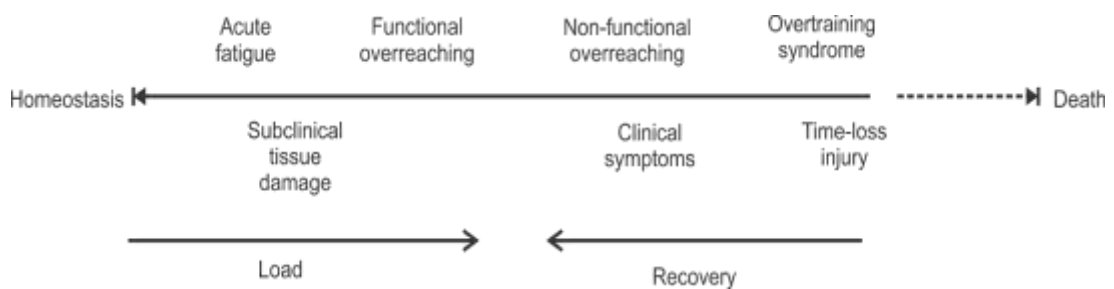 Acute
fatigue
Functional
overreaching
Non-functional
overreaching
Overtraining
syndrome
Homeostasis
Death
Subclinical
tissue
damage
Clinical
symptoms
Time-loss
injury
Load
Recovery